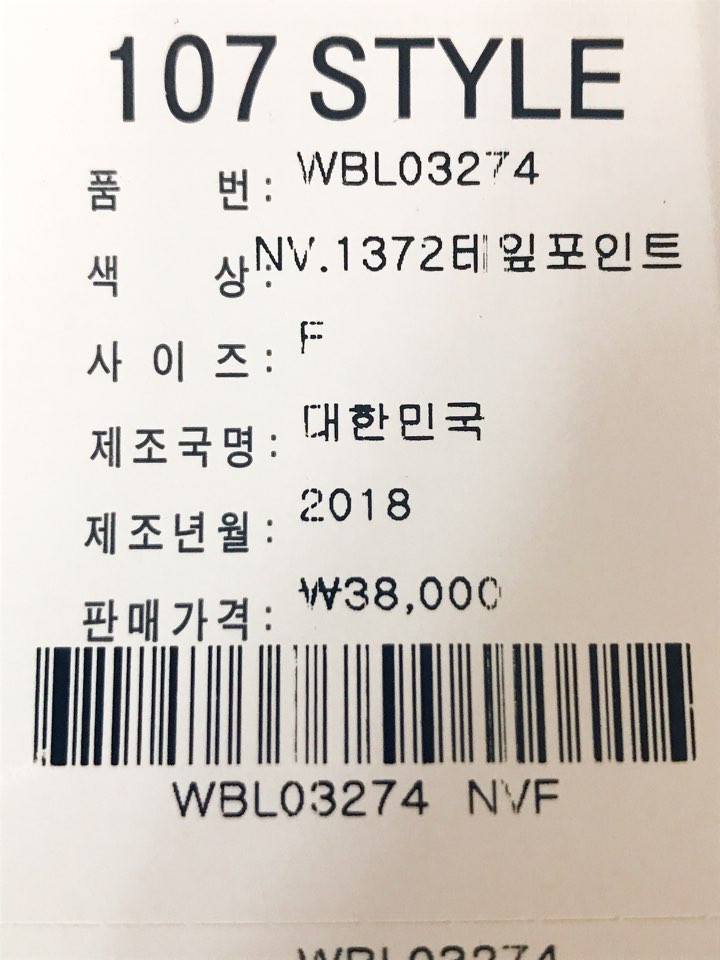 107 STYLE
품 번: WBL03274
색 상: NV.1372테잎포인트
사 이 즈: F
제조국명: 대한민국
제조년월: 2018
판매가격: ₩38,000
WBL03274 NVF
WBL03274